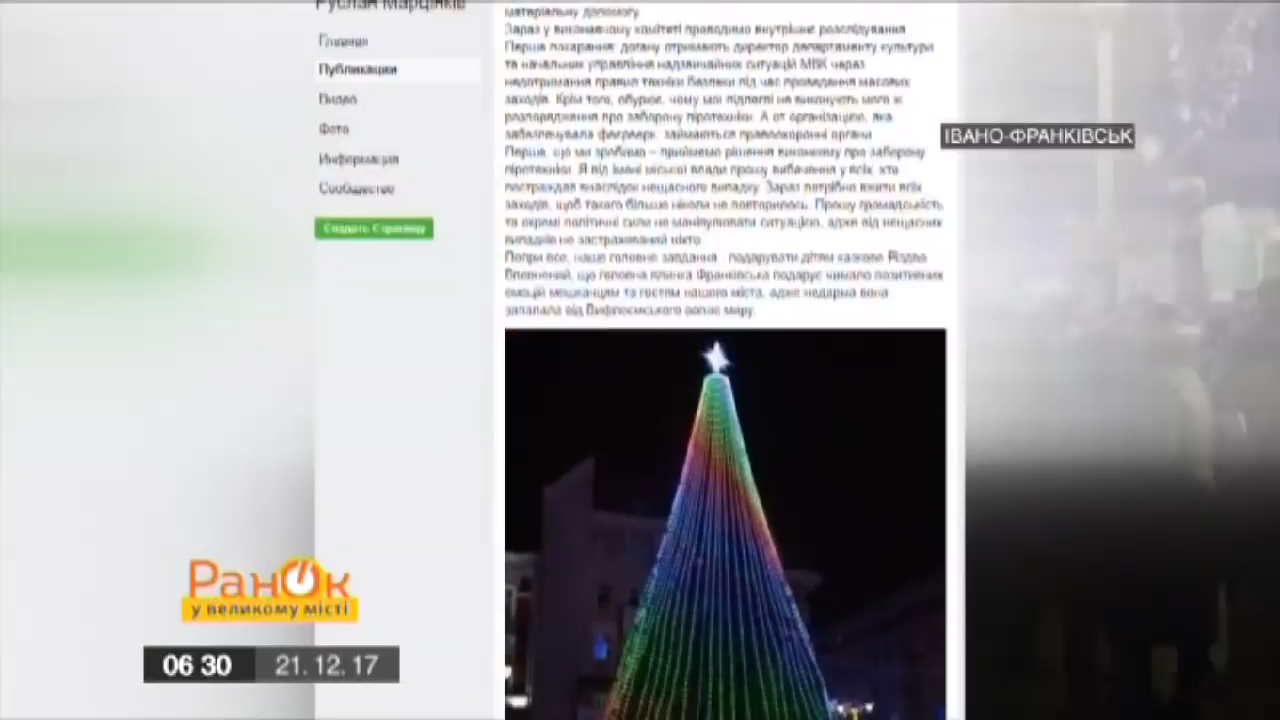 Руслан Марцінків
Главная
Публикации
Видео
Фото
Информация
Сообщество
Создать Страницу
матеріальну допомогу.
Зараз у виконавчому комітеті проводимо внутрішнє розслідування.
Перше покарання: догану отримають директор департаменту культури
та начальник управління надзвичайних ситуацій МВК через
недотримання правил техніки безпеки під час проведення масових
заходів. Крім того, обурює, чому мої підлеглі не виконують мого ж
розпорядження про заборону піротехніки. А от організацією, яка
забезпечувала феєрверк, займаються правоохоронні органи.
Перше, що ми зробимо – приймемо рішення виконкому про заборону
піротехніки. Я від імені міської влади прошу вибачення у всіх, хто
постраждав внаслідок нещасного випадку. Зараз потрібно вжити всіх
заходів, щоб такого більше ніколи не повторилось. Прошу громадськість
та окремі політичні сили не маніпулювати ситуацією, адже від нещасних
випадків не застрахований ніхто.
Попри все, наше головне завдання - подарувати дітям казкове Різдво.
Впевнений, що головна ялинка Франківська подарує чимало позитивних
емоцій мешканцям та гостям нашого міста, адже недарма вона
запалала від Вифлеємського вогню миру.
ІВАНО-ФРАНКІВСЬК
Ранок
у великому місті
06 30 21. 12. 17